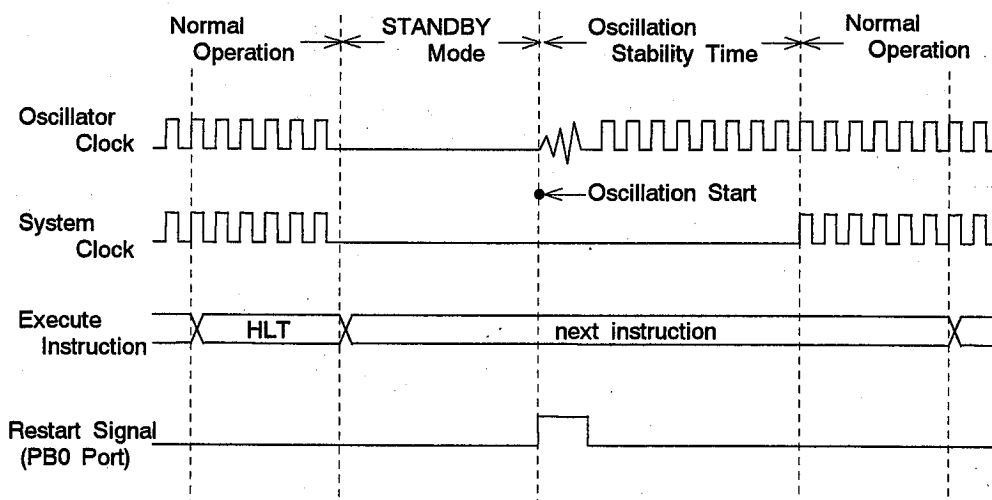 Normal Operation
STANDBY Mode
Oscillation Stability Time
Normal Operation
Oscillator Clock
Oscillation Start
System Clock
Execute Instruction
HLT
next instruction
Restart Signal
(PB0 Port)